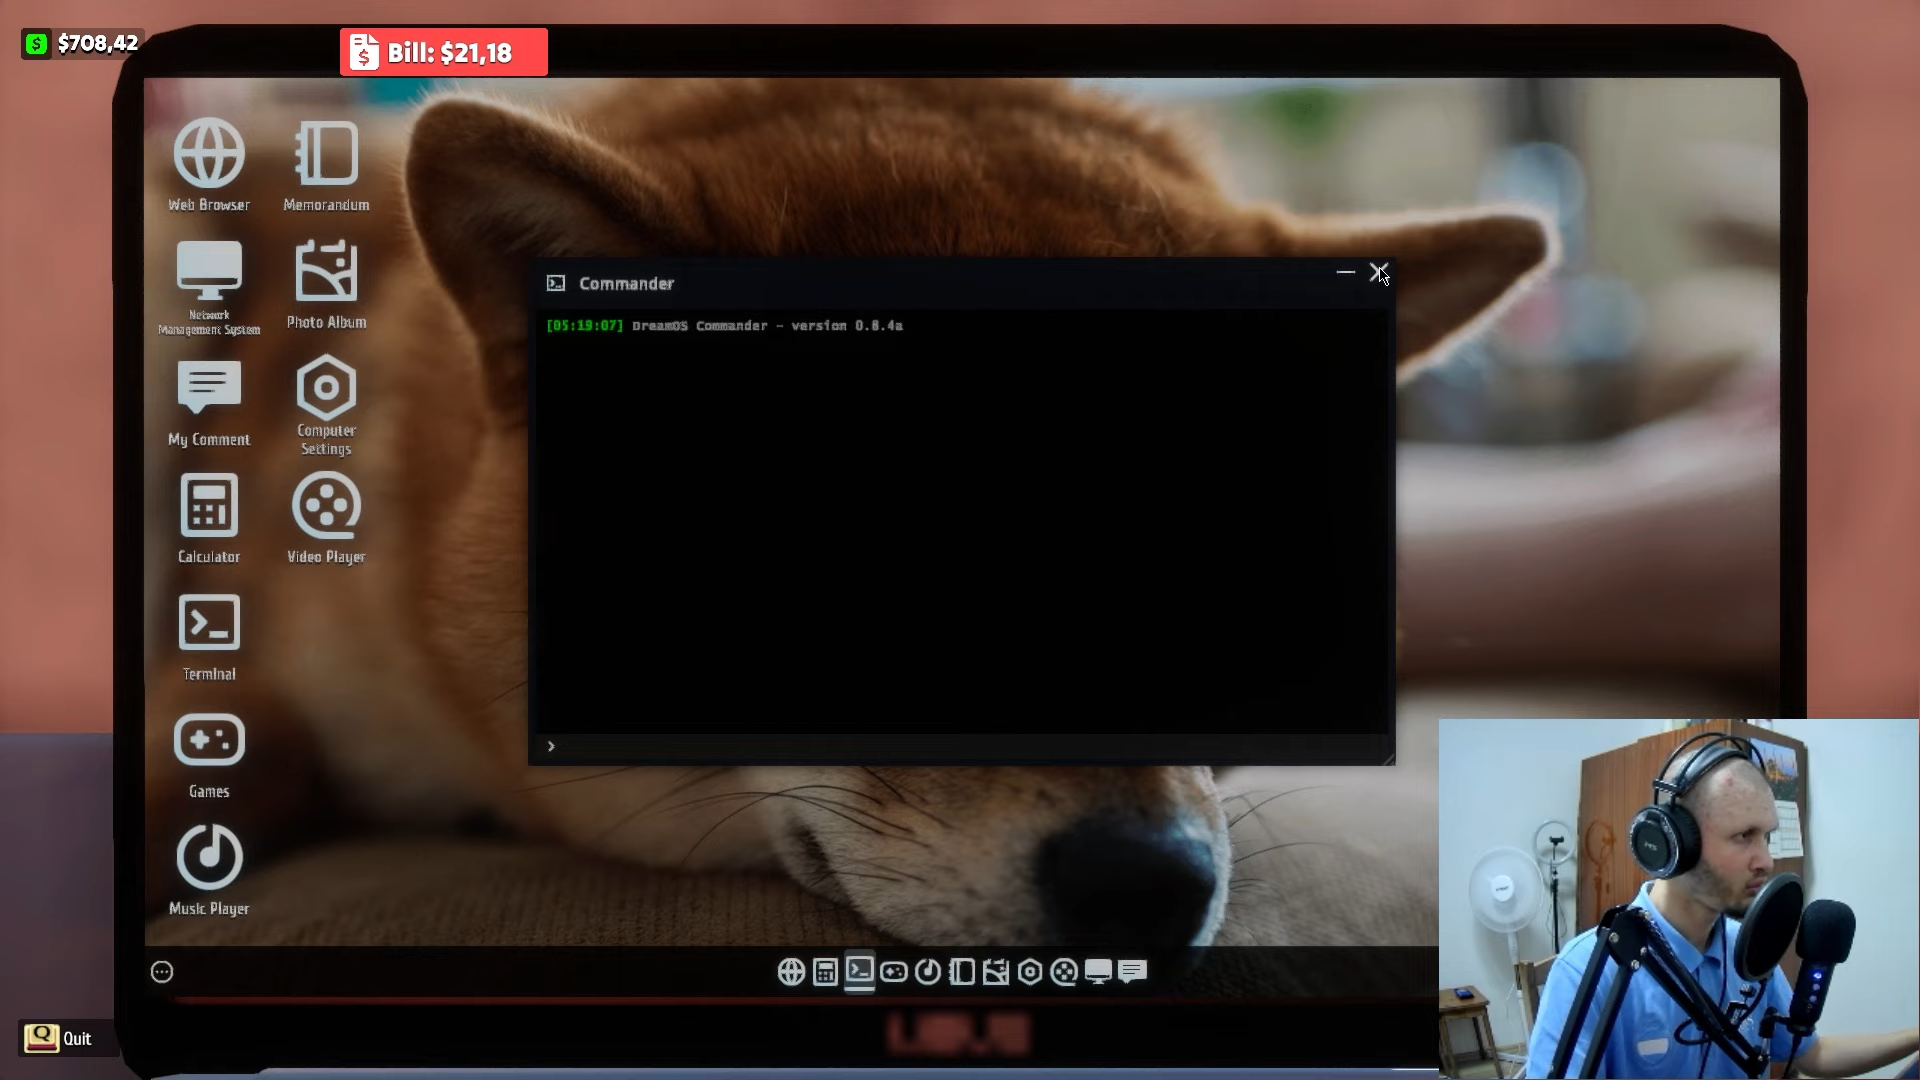 $708,42
Bill: $21,18
Web Browser
Memorandum
Network
Management System
Photo Album
My Comment
Computer
Settings
Calculator
Video Player
Terminal
Games
Music Player
Commander
[05:19:07] DreamOS Commander - version 0.8.4a
Q Quit